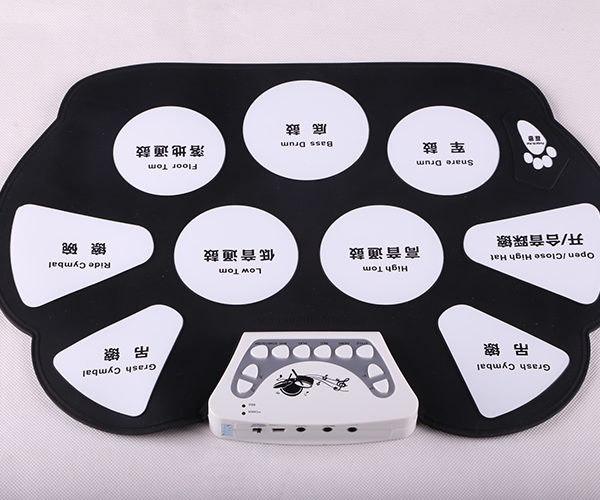 Grash Cymbal
吊镲
Grash Cymbal
吊镲
Open/Close High Hat
开/合音踩镲
High Tom
高音通鼓
Low Tom
低音通鼓
Ride Cymbal
镲碗
Snare Drum
军鼓
Bass Drum
底鼓
Floor Tom
落地通鼓
POWER